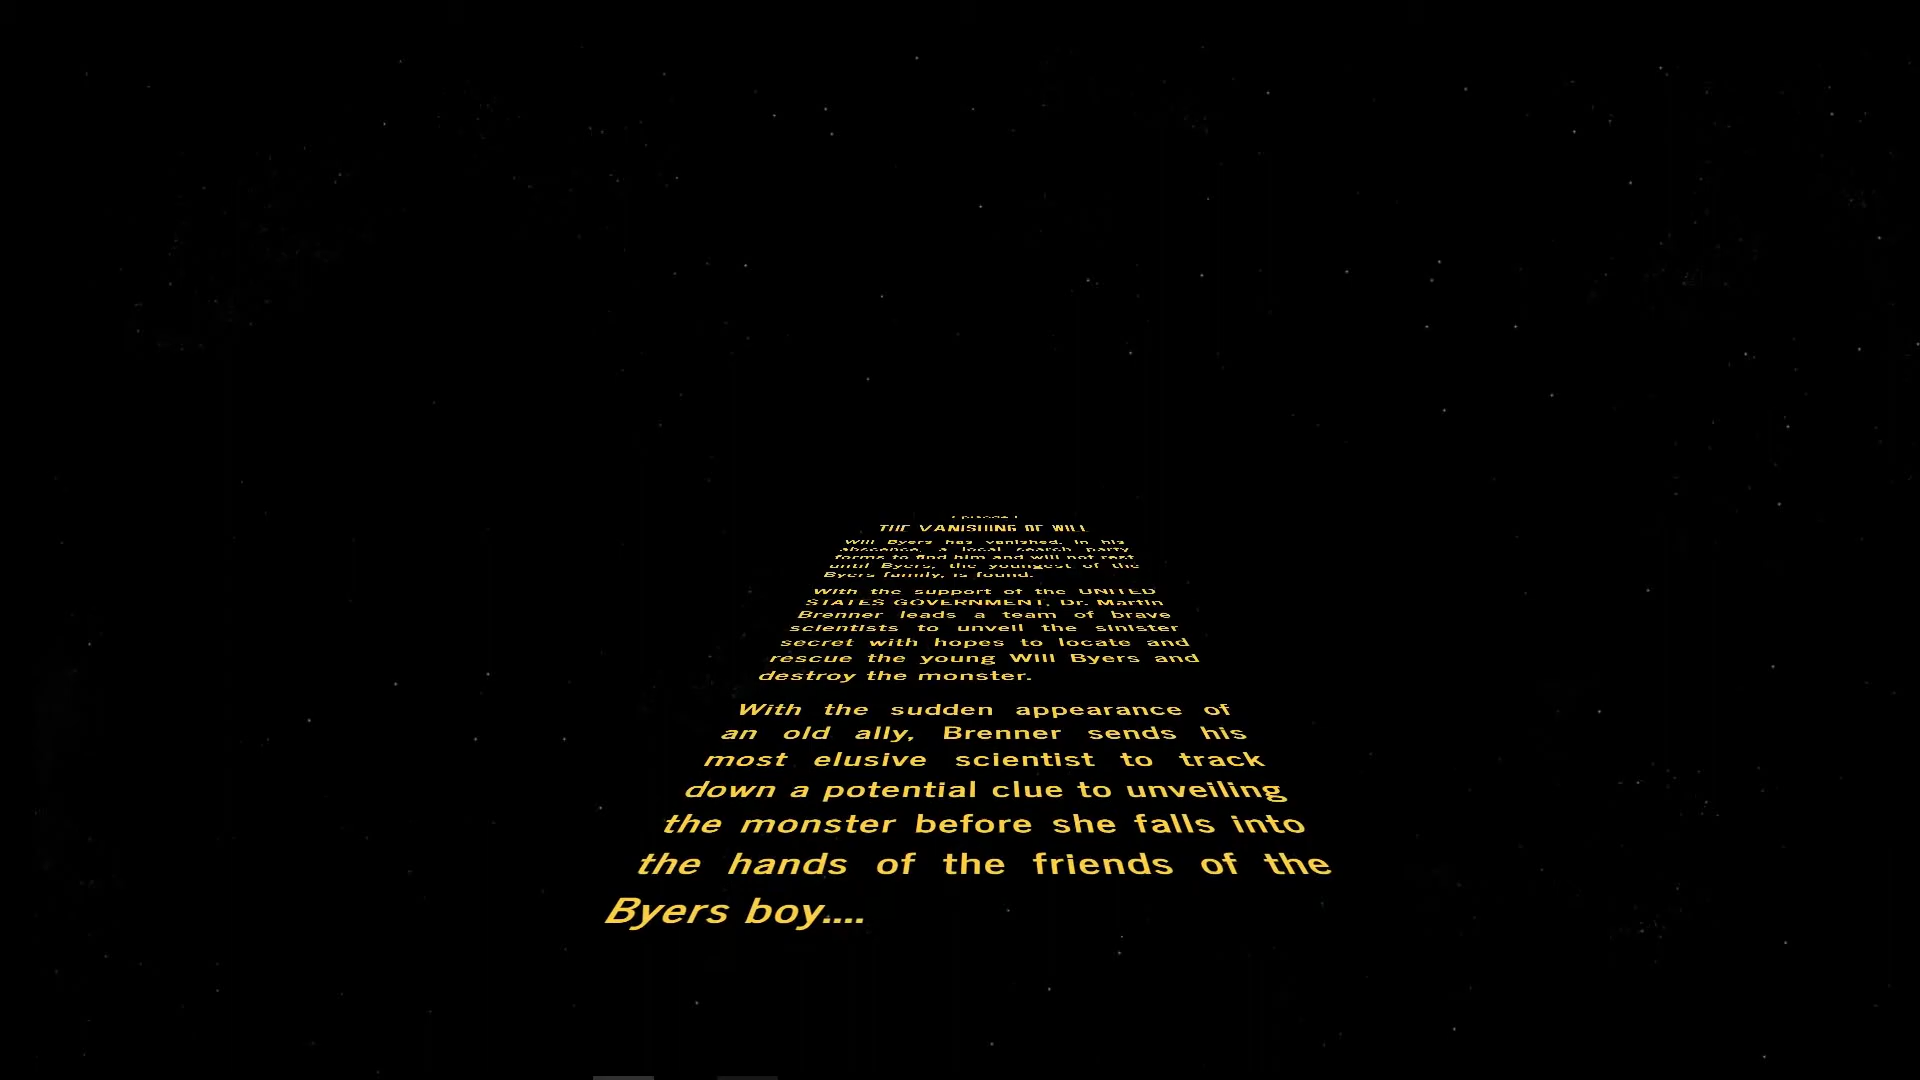 THE VANISHING OF WILL
Will Byers has vanished. In his
abscence, a local search party
forms to find him and will not rest
until Byers, the youngest of the
Byers family, is found.
With the support of the UNITED
STATES GOVERNMENT, Dr. Martin
Brenner leads a team of brave
scientists to unveil the sinister
secret with hopes to locate and
rescue the young Will Byers and
destroy the monster.
With the sudden appearance of
an old ally, Brenner sends his
most elusive scientist to track
down a potential clue to unveiling
the monster before she falls into
the hands of the friends of the
Byers boy....